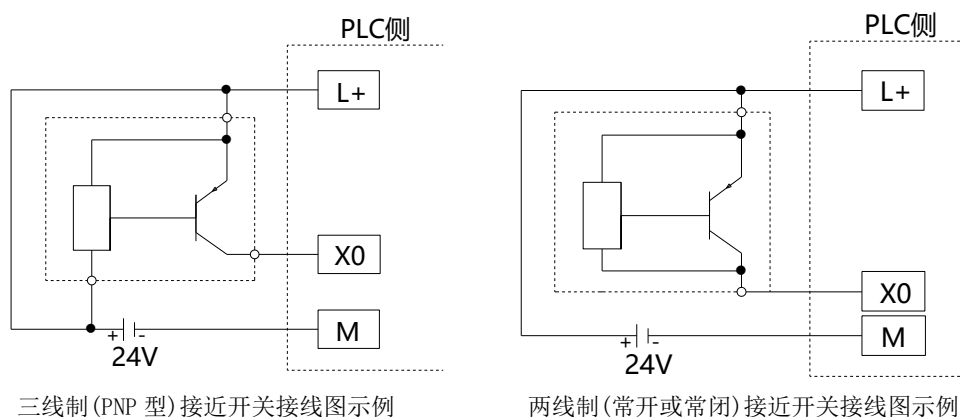 PLC侧
L+
X0
M
+ -
24V
三线制(PNP 型)接近开关接线图示例
PLC侧
L+
X0
M
+ -
24V
两线制(常开或常闭)接近开关接线图示例